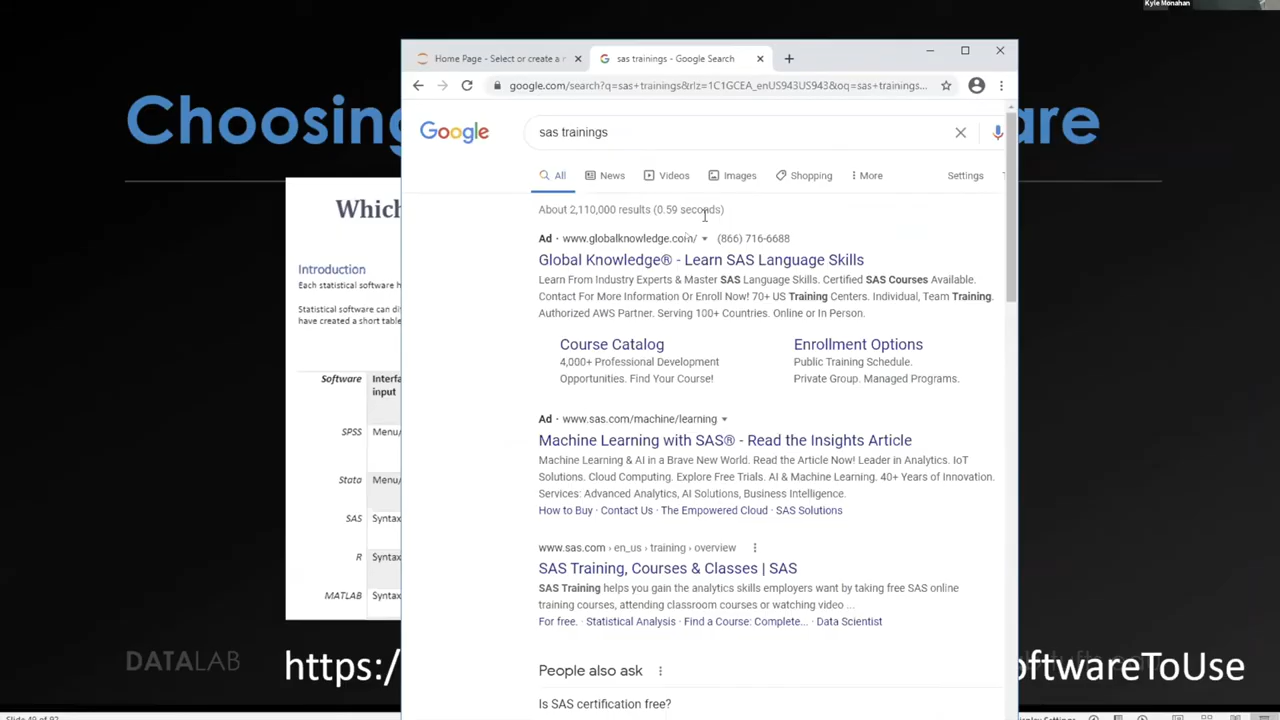 Kyle Monahan
Home Page - Select or create a n
sas trainings - Google Search
google.com/search?q=sas+trainings&rlz=1C1GCEA_enUS943US943&oq=sas+trainings...
Choosing
are
Google
sas trainings
All News Videos Images Shopping More Settings
About 2,110,000 results (0.59 seconds)
Which
Ad · www.globalknowledge.com/ (866) 716-6688
Global Knowledge® - Learn SAS Language Skills
Introduction
Learn From Industry Experts & Master SAS Language Skills. Certified SAS Courses Available.
Each statistical software h
Contact For More Information Or Enroll Now! 70+ US Training Centers. Individual, Team Training.
Statistical software can di
Authorized AWS Partner. Serving 100+ Countries. Online or In Person.
have created a short table
Course Catalog Enrollment Options
4,000+ Professional Development Public Training Schedule.
Opportunities. Find Your Course! Private Group. Managed Programs.
Software Interfa
input
Ad · www.sas.com/machine/learning
SPSS Menu/
Machine Learning with SAS® - Read the Insights Article
Machine Learning & AI in a Brave New World. Read the Article Now! Leader in Analytics. IoT
Stata Menu/
Solutions. Cloud Computing. Explore Free Trials. AI & Machine Learning. 40+ Years of Innovation.
Services: Advanced Analytics, AI Solutions, Business Intelligence.
How to Buy · Contact Us · The Empowered Cloud · SAS Solutions
SAS Syntax
www.sas.com › en_us › training › overview
R Syntax
SAS Training, Courses & Classes | SAS
SAS Training helps you gain the analytics skills employers want by taking free SAS online
MATLAB Syntax
training courses, attending classroom courses or watching video ...
For free. · Statistical Analysis · Find a Course: Complete... · Data Scientist
DATALAB
https:/
oftwareToUse
People also ask
Is SAS certification free?
Slide 49 of 92
Display Settings